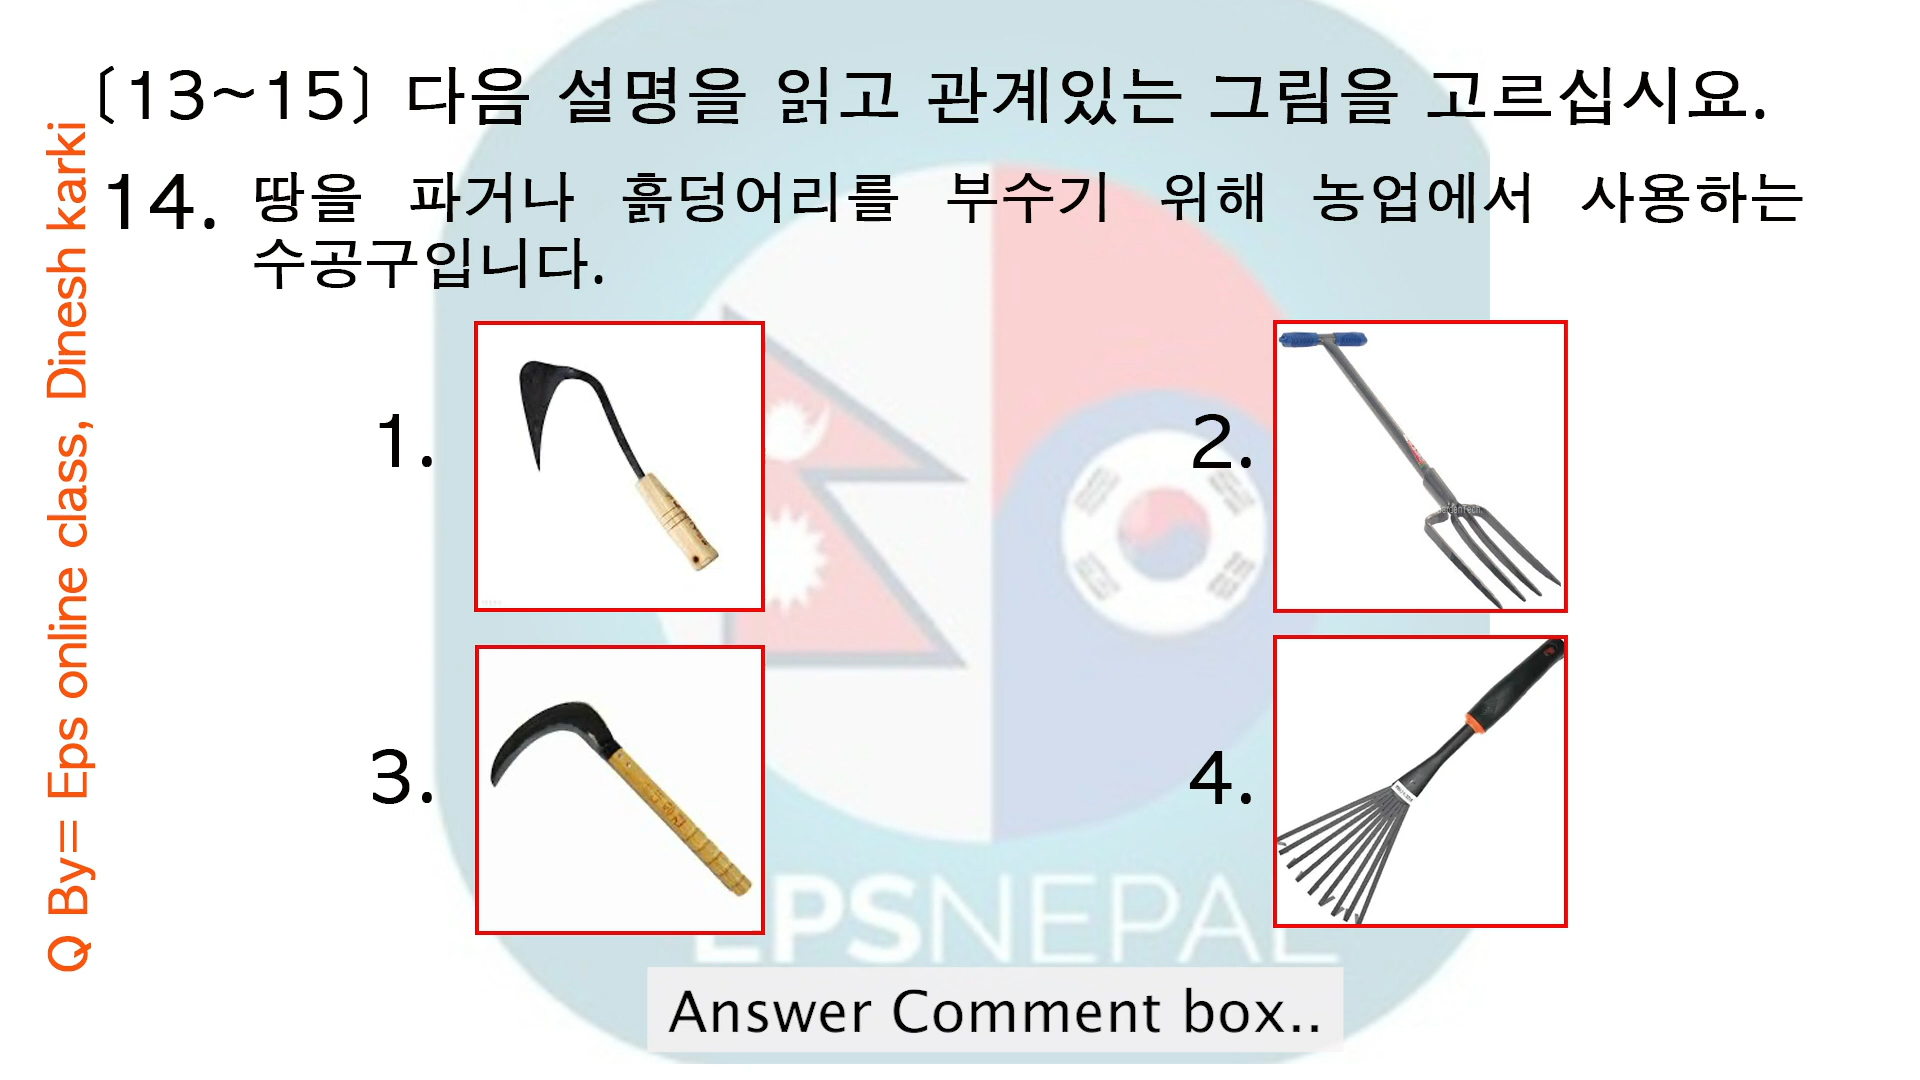 [13~15] 다음 설명을 읽고 관계있는 그림을 고르십시요.
14. 땅을 파거나 흙덩어리를 부수기 위해 농업에서 사용하는
수공구입니다.
1.
2.
3.
4.
EPSNEPAL
Answer Comment box..
Q By= Eps online class, Dinesh karki